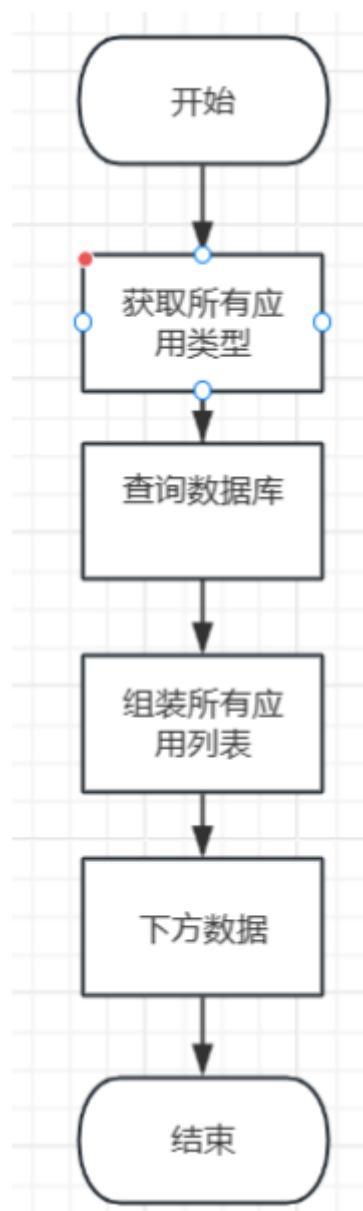 开始
获取所有应
用类型
查询数据库
组装所有应
用列表
下方数据
结束